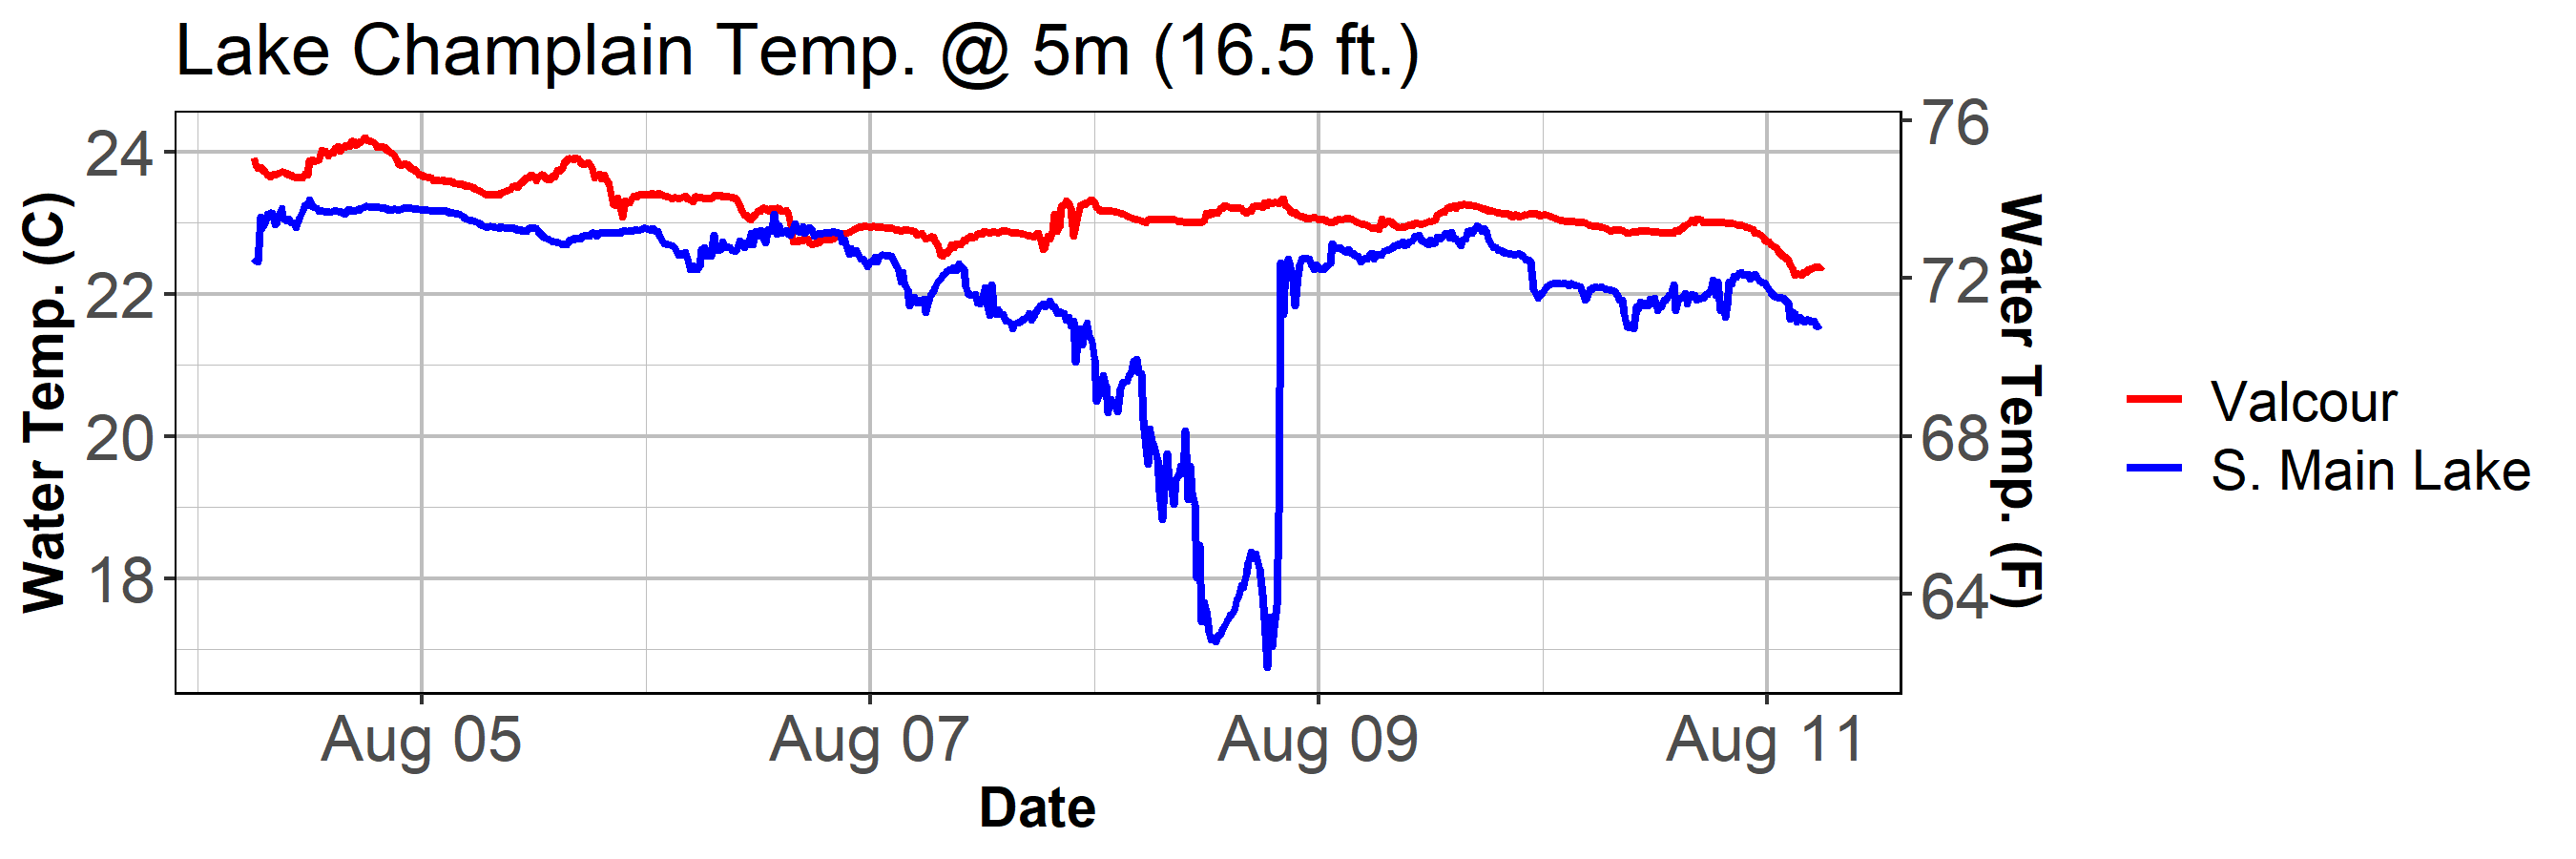 Lake Champlain Temp. @ 5m (16.5 ft.)
Water Temp. (C)
24
22
20
18
76
72
68
64
Water Temp. (F)
Aug 05
Aug 07
Aug 09
Aug 11
Date
Valcour
S. Main Lake